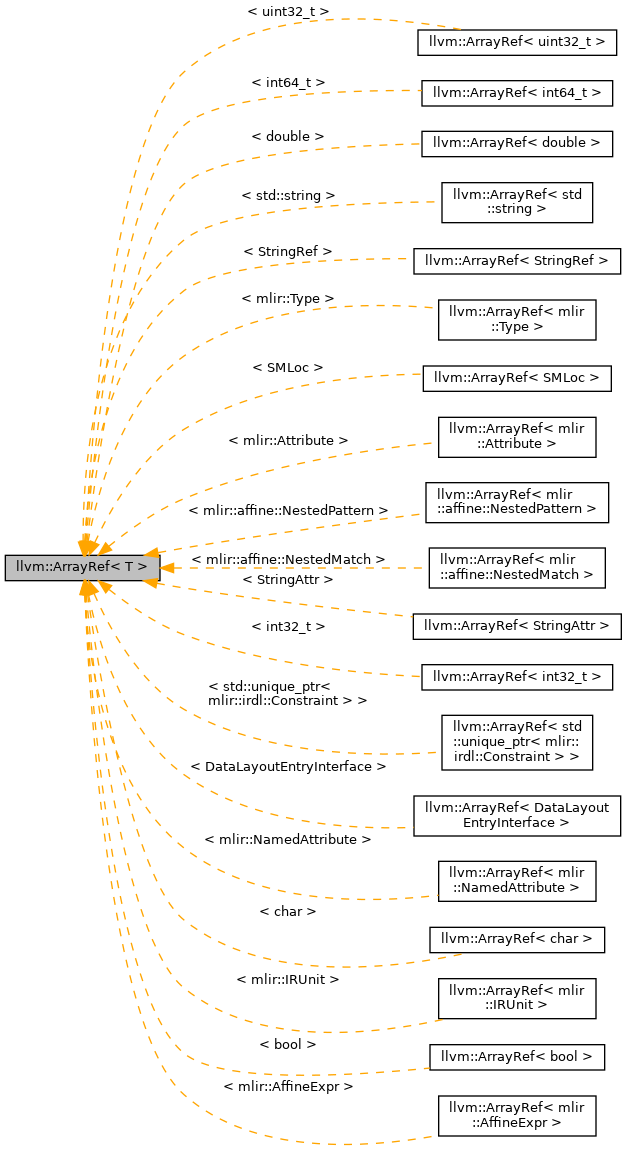 < uint32_t >
llvm::ArrayRef< uint32_t >
< int64_t >
llvm::ArrayRef< int64_t >
< double >
llvm::ArrayRef< double >
< std::string >
llvm::ArrayRef< std
::string >
< StringRef >
llvm::ArrayRef< StringRef >
< mlir::Type >
llvm::ArrayRef< mlir
::Type >
< SMLoc >
llvm::ArrayRef< SMLoc >
< mlir::Attribute >
llvm::ArrayRef< mlir
::Attribute >
< mlir::affine::NestedPattern >
llvm::ArrayRef< mlir
::affine::NestedPattern >
llvm::ArrayRef< T >
< mlir::affine::NestedMatch >
llvm::ArrayRef< mlir
::affine::NestedMatch >
< StringAttr >
llvm::ArrayRef< StringAttr >
< int32_t >
llvm::ArrayRef< int32_t >
< std::unique_ptr<
mlir::irdl::Constraint > >
llvm::ArrayRef< std
::unique_ptr< mlir::
irdl::Constraint > >
< DataLayoutEntryInterface >
llvm::ArrayRef< DataLayout
EntryInterface >
< mlir::NamedAttribute >
llvm::ArrayRef< mlir
::NamedAttribute >
< char >
llvm::ArrayRef< char >
< mlir::IRUnit >
llvm::ArrayRef< mlir
::IRUnit >
< bool >
llvm::ArrayRef< bool >
< mlir::AffineExpr >
llvm::ArrayRef< mlir
::AffineExpr >